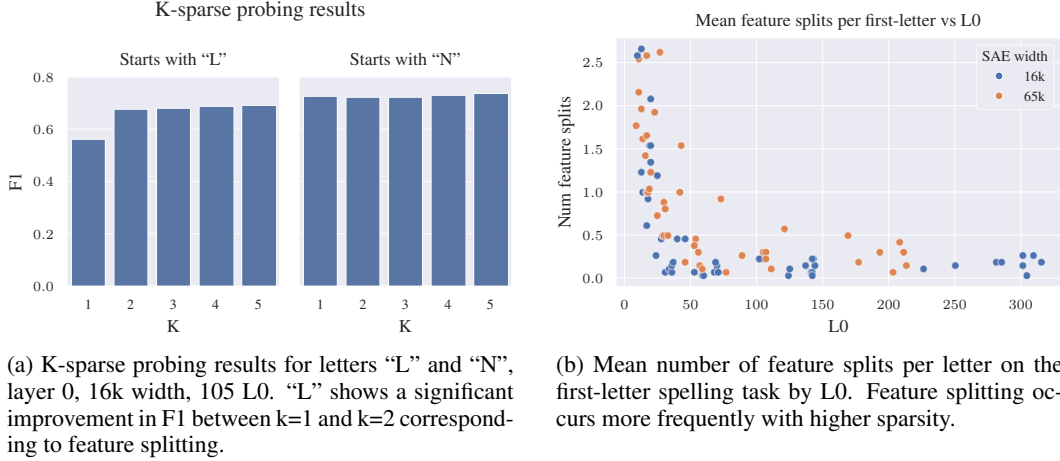 K-sparse probing results
Starts with “L”
Starts with “N”
0.8
0.6
0.4
0.2
0.0
F1
1 2 3 4 5
1 2 3 4 5
K
K
(a) K-sparse probing results for letters “L” and “N”,
layer 0, 16k width, 105 L0. “L” shows a significant
improvement in F1 between k=1 and k=2 correspond-
ing to feature splitting.
Mean feature splits per first-letter vs L0
SAE width
16k
65k
2.5
2.0
1.5
1.0
0.5
0.0
Num feature splits
0 50 100 150 200 250 300
L0
(b) Mean number of feature splits per letter on the
first-letter spelling task by L0. Feature splitting oc-
curs more frequently with higher sparsity.